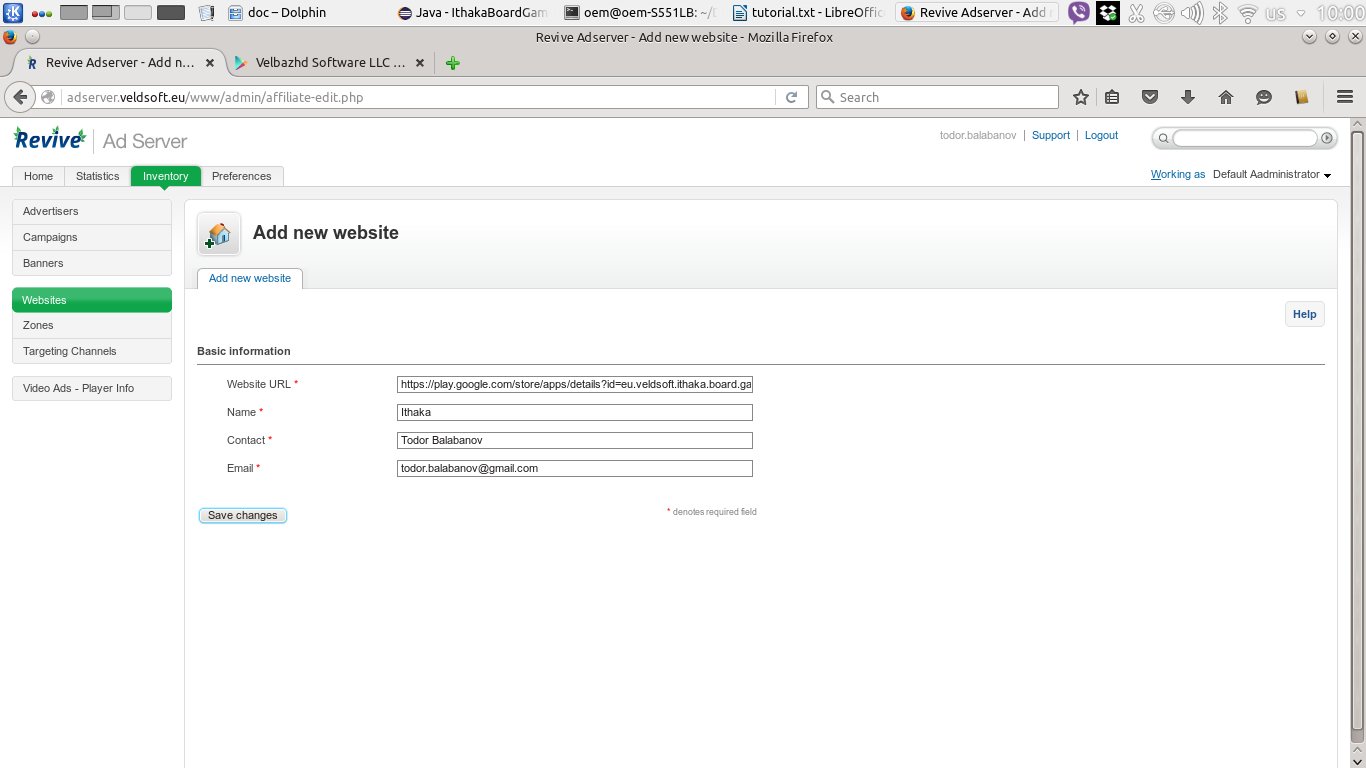 doc – Dolphin
Java - IthakaBoardGam
oem@oem-S551LB: ~/t
tutorial.txt - LibreOffic
Revive Adserver - Add
us
10:00
Revive Adserver - Add new website - Mozilla Firefox
Revive Adserver - Add n...
Velbazhd Software LLC ...
adserver.veldsoft.eu/www/admin/affiliate-edit.php
Search
Revive Ad Server
todor.balabanov | Support | Logout
Home
Statistics
Inventory
Preferences
Working as Default Aadministrator
Advertisers
Campaigns
Banners
Websites
Zones
Targeting Channels
Video Ads - Player Info
Add new website
Add new website
Help
Basic information
Website URL * https://play.google.com/store/apps/details?id=eu.veldsoft.ithaka.board.ga
Name * Ithaka
Contact * Todor Balabanov
Email * todor.balabanov@gmail.com
Save changes
* denotes required field